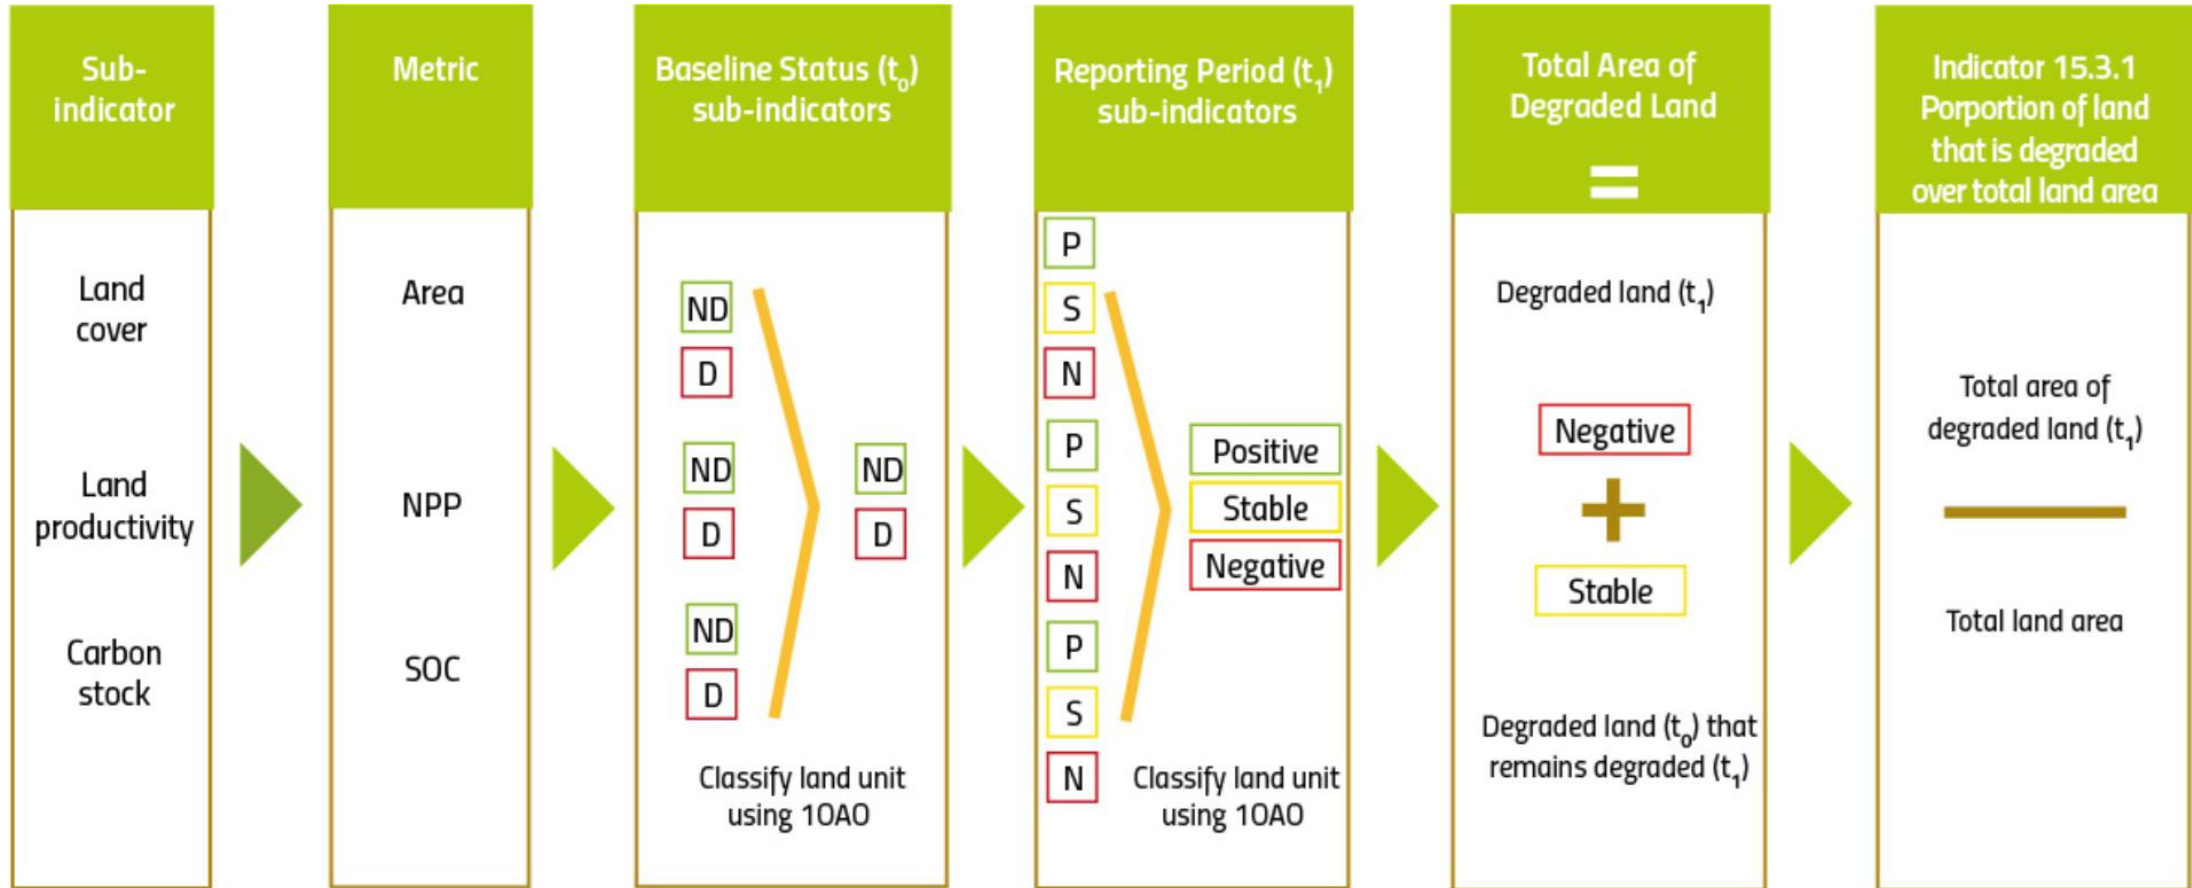 Sub-
indicator
Land
cover
Land
productivity
Carbon
stock
Metric
Area
NPP
SOC
Baseline Status (t0)
sub-indicators
ND
D
ND
D
ND
D
ND
D
Classify land unit
using 1OAO
Reporting Period (t1)
sub-indicators
P
S
N
P
S
N
P
S
N
Positive
Stable
Negative
Classify land unit
using 1OAO
Total Area of
Degraded Land
=
Degraded land (t1)
Negative
+
Stable
Degraded land (t0) that
remains degraded (t1)
Indicator 15.3.1
Porportion of land
that is degraded
over total land area
Total area of
degraded land (t1)
Total land area